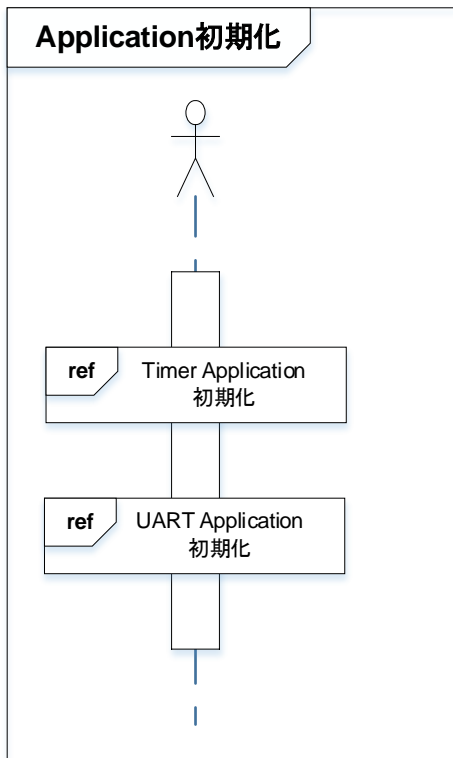 Application初期化
ref
Timer Application
初期化
ref
UART Application
初期化